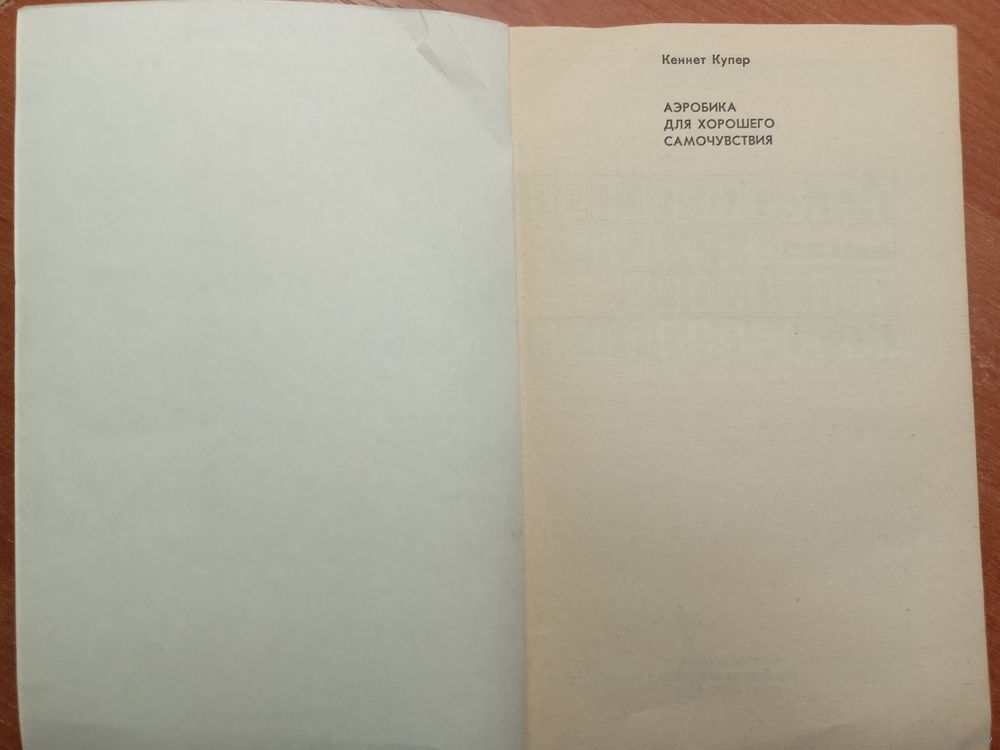 Кеннет Купер
АЭРОБИКА
ДЛЯ ХОРОШЕГО
САМОЧУВСТВИЯ